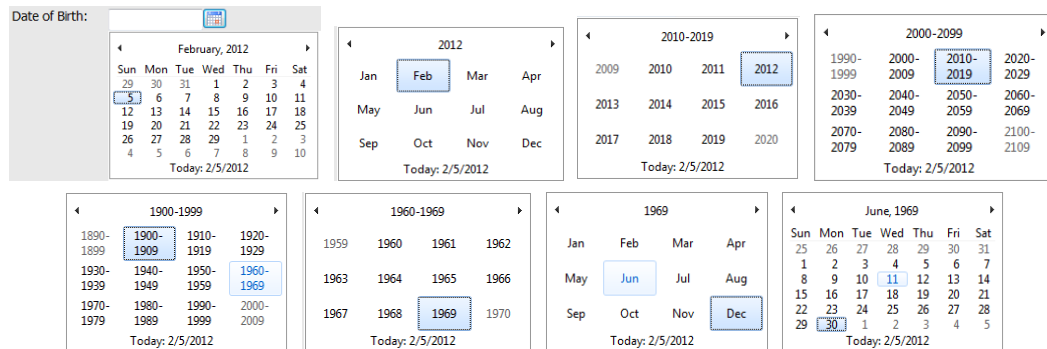 Date of Birth:
February, 2012
Sun Mon Tue Wed Thu Fri Sat
29 30 31 1 2 3 4
5 6 7 8 9 10 11
12 13 14 15 16 17 18
19 20 21 22 23 24 25
26 27 28 29 1 2 3
4 5 6 7 8 9 10
Today: 2/5/2012
2012
Jan Feb Mar Apr
May Jun Jul Aug
Sep Oct Nov Dec
Today: 2/5/2012
2010-2019
2009 2010 2011 2012
2013 2014 2015 2016
2017 2018 2019 2020
Today: 2/5/2012
2000-2099
1990- 2000- 2010- 2020-
1999 2009 2019 2029
2030- 2040- 2050- 2060-
2039 2049 2059 2069
2070- 2080- 2090- 2100-
2079 2089 2099 2109
Today: 2/5/2012
1900-1999
1890- 1900- 1910- 1920-
1899 1909 1919 1929
1930- 1940- 1950- 1960-
1939 1949 1959 1969
1970- 1980- 1990- 2000-
1979 1989 1999 2009
Today: 2/5/2012
1960-1969
1959 1960 1961 1962
1963 1964 1965 1966
1967 1968 1969 1970
Today: 2/5/2012
1969
Jan Feb Mar Apr
May Jun Jul Aug
Sep Oct Nov Dec
Today: 2/5/2012
June, 1969
Sun Mon Tue Wed Thu Fri Sat
25 26 27 28 29 30 31
1 2 3 4 5 6 7
8 9 10 11 12 13 14
15 16 17 18 19 20 21
22 23 24 25 26 27 28
29 30 1 2 3 4 5
Today: 2/5/2012